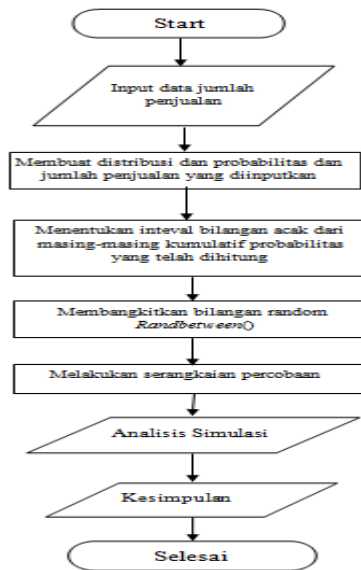 Start
Input data jumlah
penjualan
Membuat distribusi dan probabilitas dan
jumlah penjualan yang diinputkan
Menentukan inteval bilangan acak dari
masing-masing kumulatif probabilitas
yang telah dihitung
Membangkitkan bilangan random
Randbetween()
Melakukan serangkaian percobaan
Analisis Simulasi
Kesimpulan
Selesai